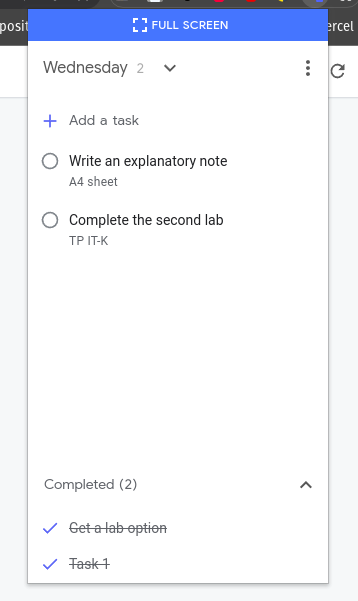 FULL SCREEN
Wednesday 2
Add a task
Write an explanatory note
A4 sheet
Complete the second lab
TP IT-K
Completed (2)
Get a lab option
Task 1